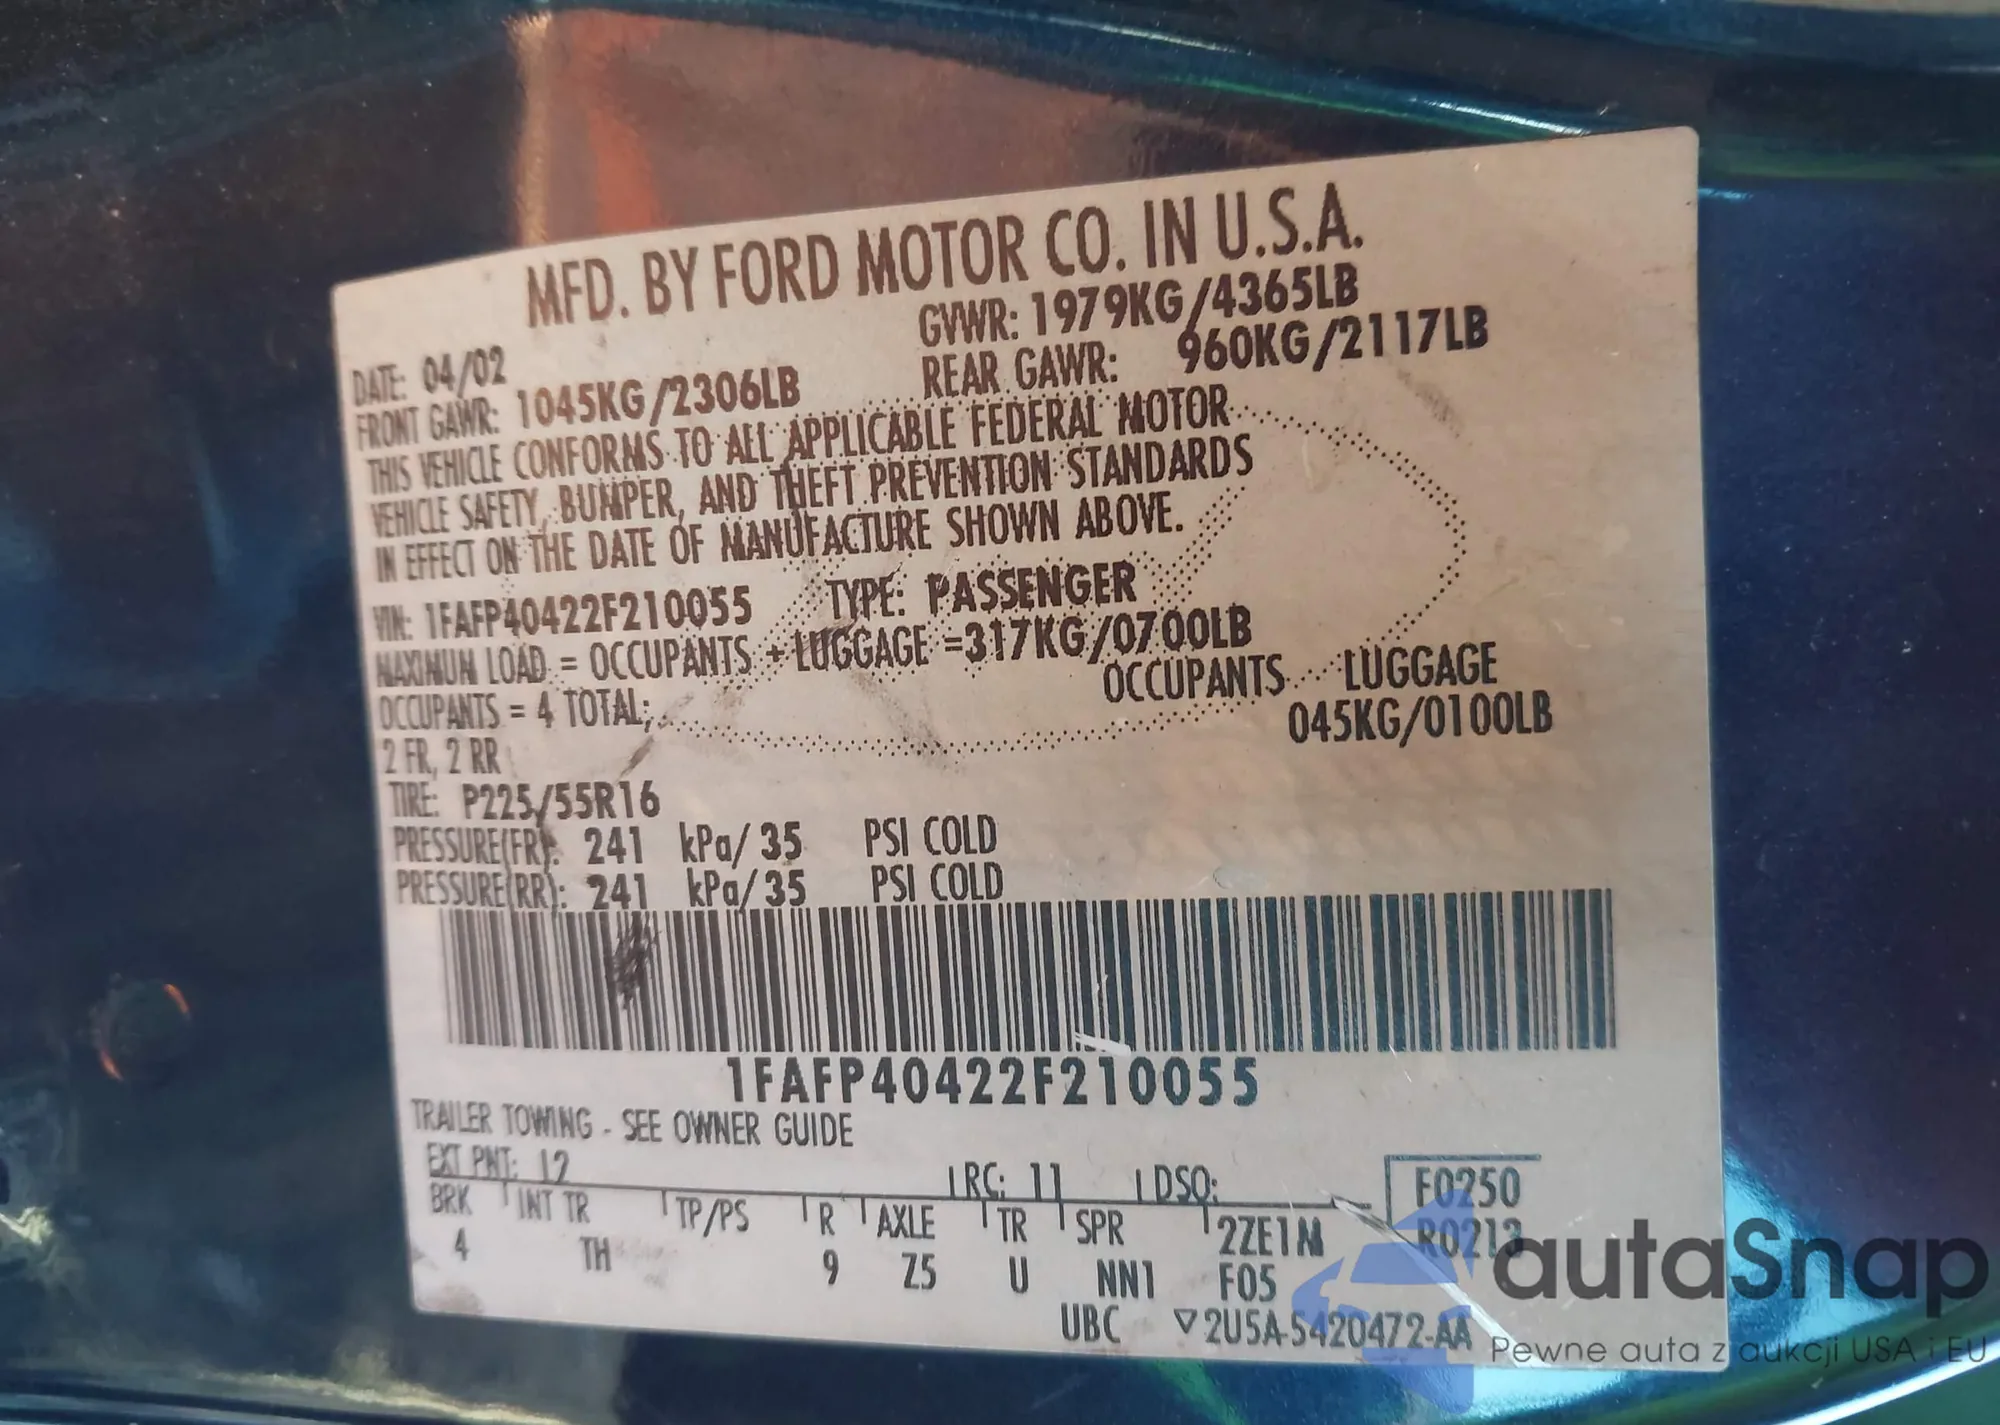 MFD. BY FORD MOTOR CO. IN U.S.A.
DATE: 04/02 GVWR: 1979KG/4365LB
FRONT GAWR: 1045KG/2306LB REAR GAWR: 960KG/2117LB
THIS VEHICLE CONFORMS TO ALL APPLICABLE FEDERAL MOTOR
VEHICLE SAFETY, BUMPER, AND THEFT PREVENTION STANDARDS
IN EFFECT ON THE DATE OF MANUFACTURE SHOWN ABOVE.
VIN: 1FAFP40422F210055 TYPE: PASSENGER
MAXIMUM LOAD = OCCUPANTS + LUGGAGE =317KG/0700LB
OCCUPANTS = 4 TOTAL; OCCUPANTS LUGGAGE
2 FR, 2 RR 045KG/0100LB
TIRE: P225/55R16
PRESSURE(FR): 241 kPa/ 35 PSI COLD
PRESSURE(RR): 241 kPa/ 35 PSI COLD
1FAFP40422F210055
TRAILER TOWING - SEE OWNER GUIDE
EXT PNT: 12 RC: 11 DSO: F0250
BRK INT TR TP/PS R AXLE TR SPR 2ZE1M R0213
4 TH 9 Z5 U NN1 F05
UBC ▽2U5A-5420472-AA
autaSnap
Pewne auta z aukcji USA i EU